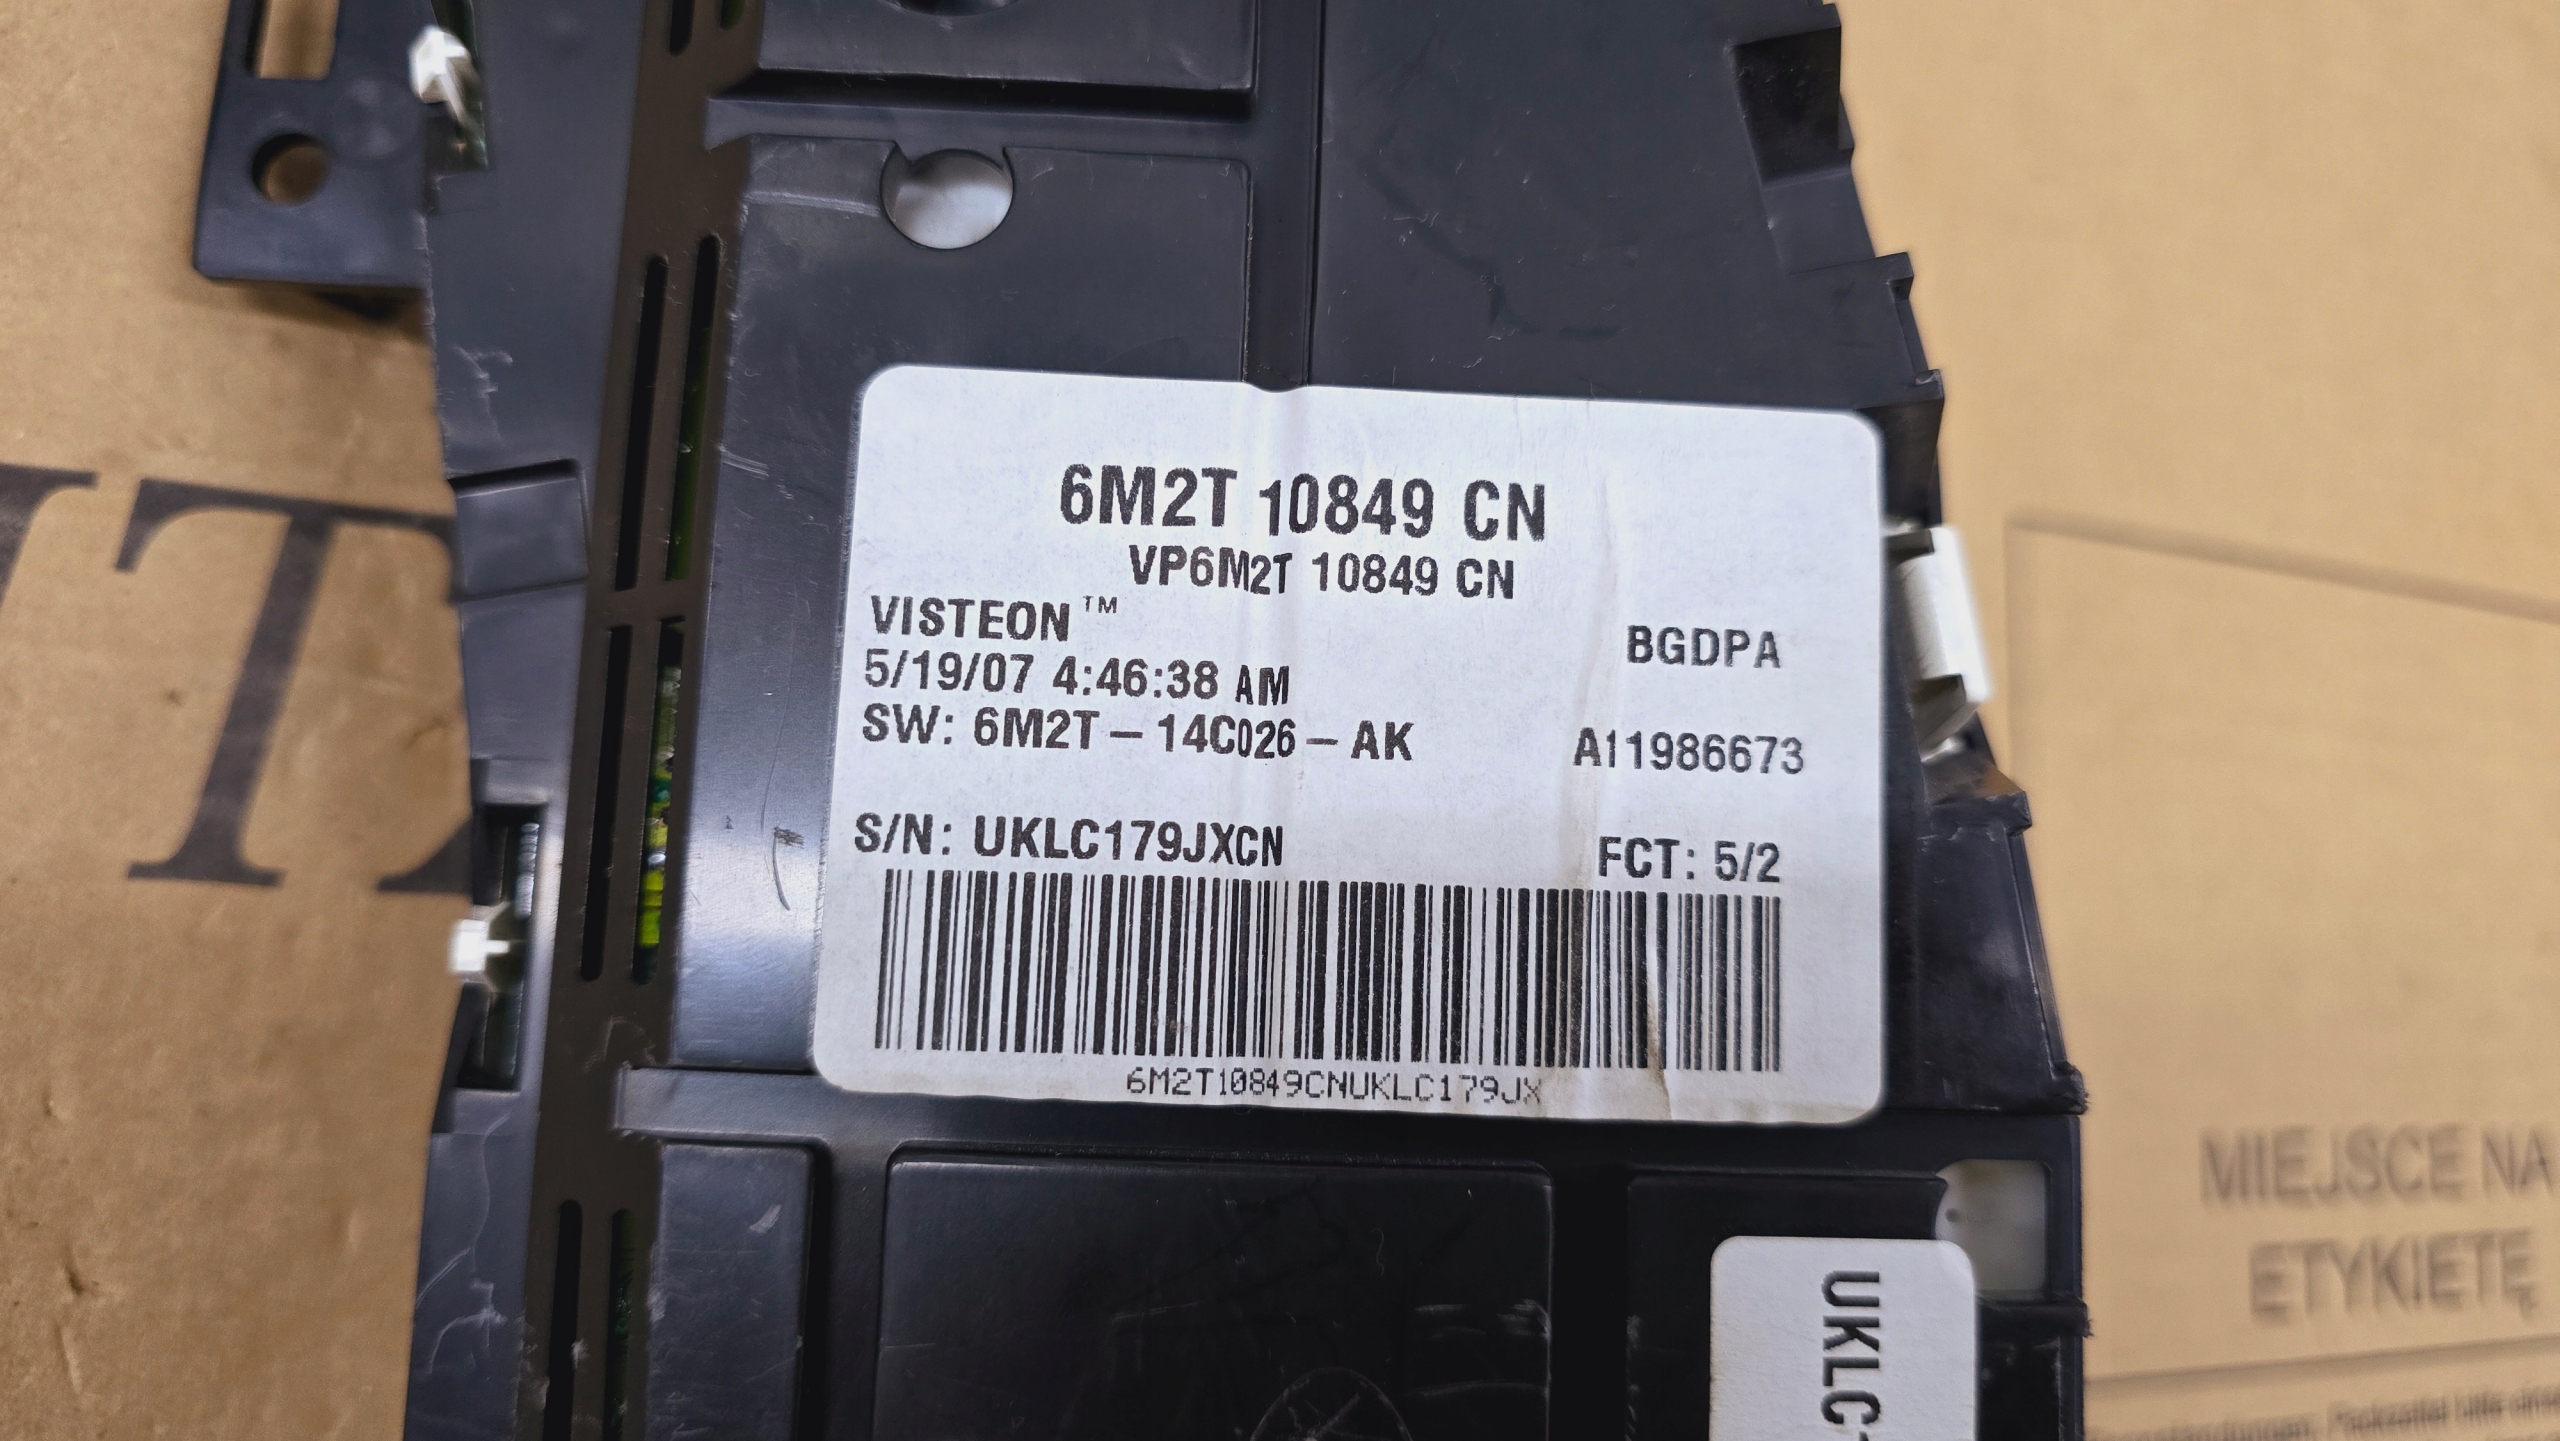 6M2T 10849 CN
VP6M2T 10849 CN
VISTEON™
BGDPA
5/19/07 4:46:38 AM
SW: 6M2T – 14C026 – AK
A11986673
S/N: UKLC179JXCN
FCT: 5/2
6M2T10849CNUKLC179JX
UKLC
MIEJSCE NA
ETYKIETĘ